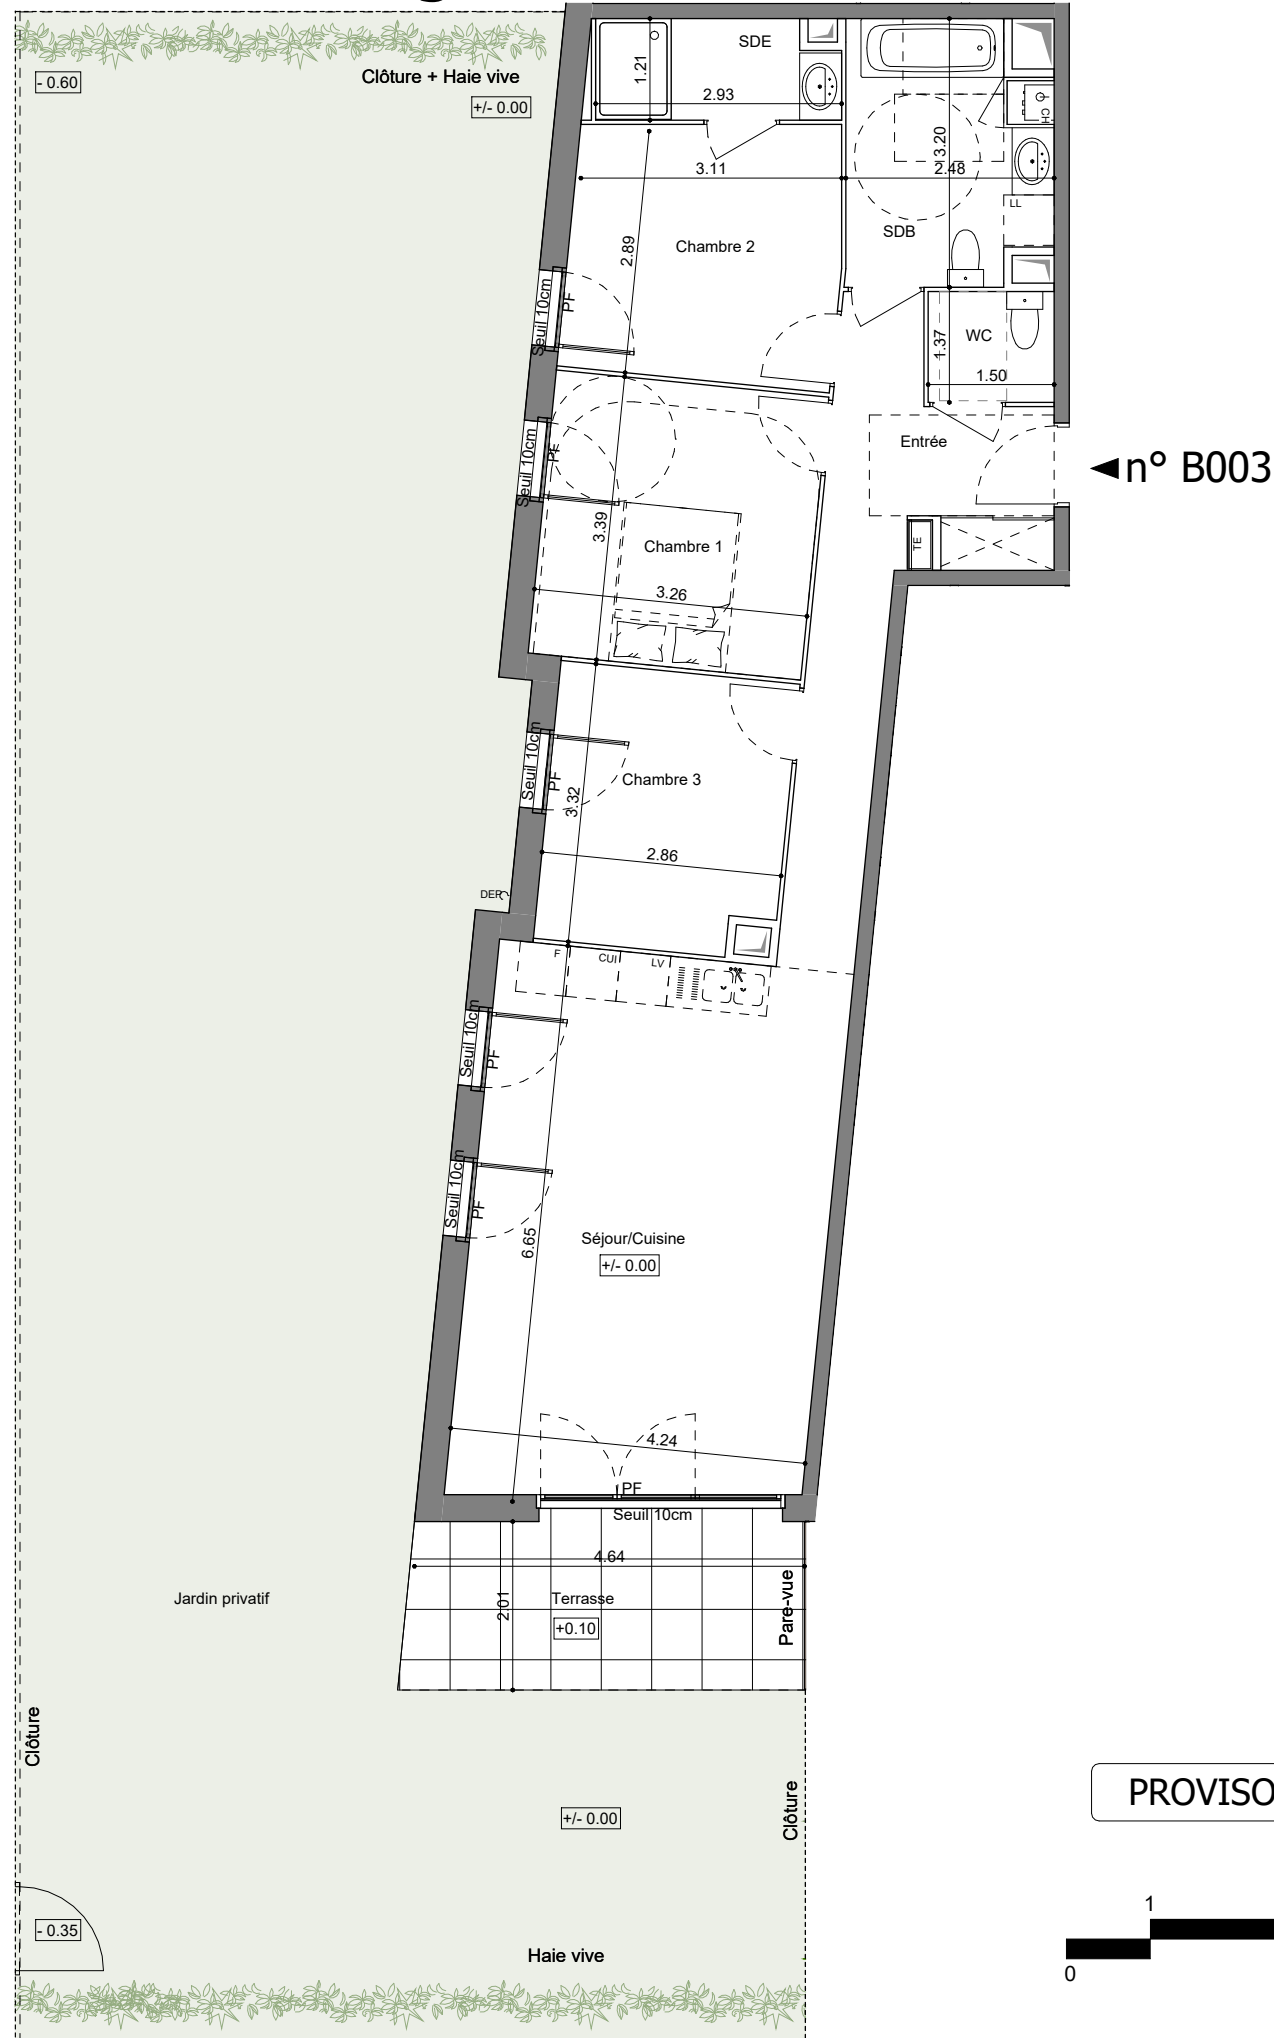 SDE
1.21
2.93
- 0.60
Clôture + Haie vive
+/- 0.00
CH
3.20
3.11
2.48
LL
SDB
2.89
Chambre 2
Seuil 10cm
PF
WC
1.37
1.50
Entrée
n° B003
Seuil 10cm
PF
3.39
Chambre 1
TE
3.26
Seuil 10cm
PF
Chambre 3
3.32
2.86
DEP
F
CUI
LV
Seuil 10cm
PF
Seuil 10cm
PF
6.65
Séjour/Cuisine
+/- 0.00
4.24
PF
Seuil 10cm
4.64
Jardin privatif
2.01
Terrasse
+0.10
Pare-vue
Clôture
Clôture
PROVISO
+/- 0.00
1
0
- 0.35
Haie vive